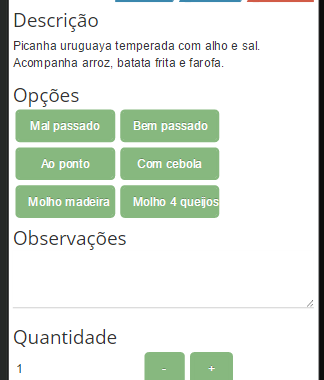 Descrição
Picanha uruguaya temperada com alho e sal.
Acompanha arroz, batata frita e farofa.
Opções
Mal passado Bem passado
Ao ponto Com cebola
Molho madeira Molho 4 queijos
Observações
Quantidade
1 - +